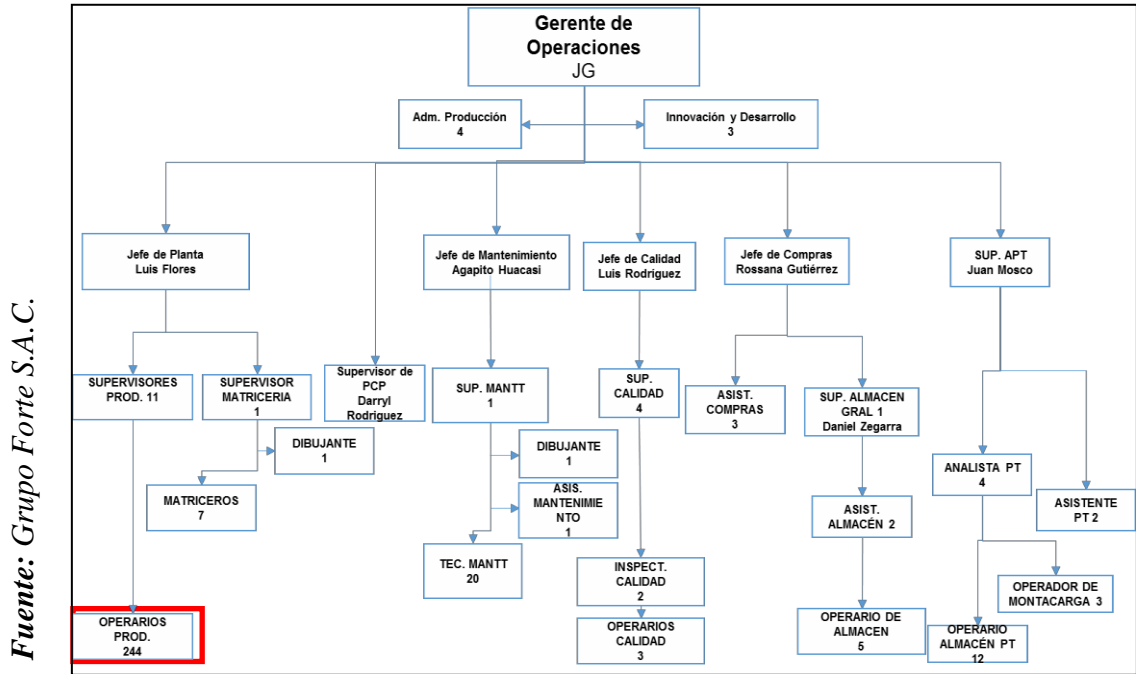 Gerente de
Operaciones
JG
Adm. Producción
4
Innovación y Desarrollo
3
Jefe de Planta
Luis Flores
Jefe de Mantenimiento
Agapito Huacasi
Jefe de Calidad
Luis Rodriguez
Jefe de Compras
Rossana Gutiérrez
SUP. APT
Juan Mosco
SUPERVISORES
PROD. 11
SUPERVISOR
MATRICERIA
1
Supervisor de
PCP
Darryl
Rodriguez
SUP. MANTT
1
SUP.
CALIDAD
4
ASIST.
COMPRAS
3
SUP. ALMACEN
GRAL 1
Daniel Zegarra
DIBUJANTE
1
DIBUJANTE
1
ANALISTA PT
4
MATRICEROS
7
ASIS.
MANTENIMIE
NTO
1
ASIST.
ALMACÉN 2
ASISTENTE
PT 2
TEC. MANTT
20
INSPECT.
CALIDAD
2
OPERADOR DE
MONTACARGA 3
OPERARIOS
PROD.
244
OPERARIOS
CALIDAD
3
OPERARIO DE
ALMACEN
5
OPERARIO
ALMACÉN PT
12
Fuente: Grupo Forte S.A.C.